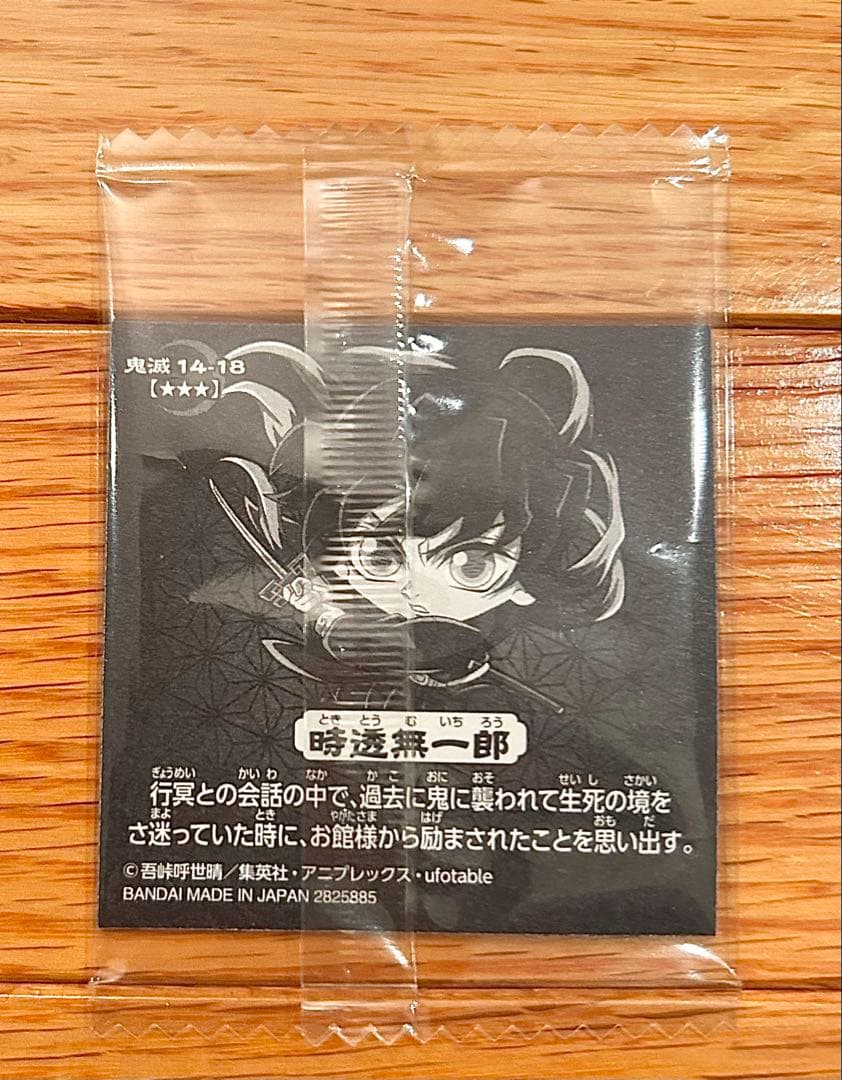 鬼滅 14-18
【★★★】
とき とう む いち ろう
時透無一郎
ぎょうめい かい わ なか か こ おに おそ せい し さかい
行冥との会話の中で、過去に鬼に襲われて生死の境を
まよ とき やかたさま はげ おも だ
さ迷っていた時に、お館様から励まされたことを思い出す。
©吾峠呼世晴／集英社・アニプレックス・ufotable
BANDAI MADE IN JAPAN 2825885